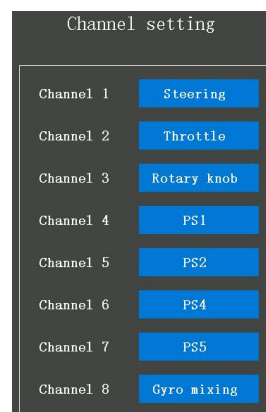 Channel setting
Channel 1 Steering
Channel 2 Throttle
Channel 3 Rotary knob
Channel 4 PS1
Channel 5 PS2
Channel 6 PS4
Channel 7 PS5
Channel 8 Gyro mixing